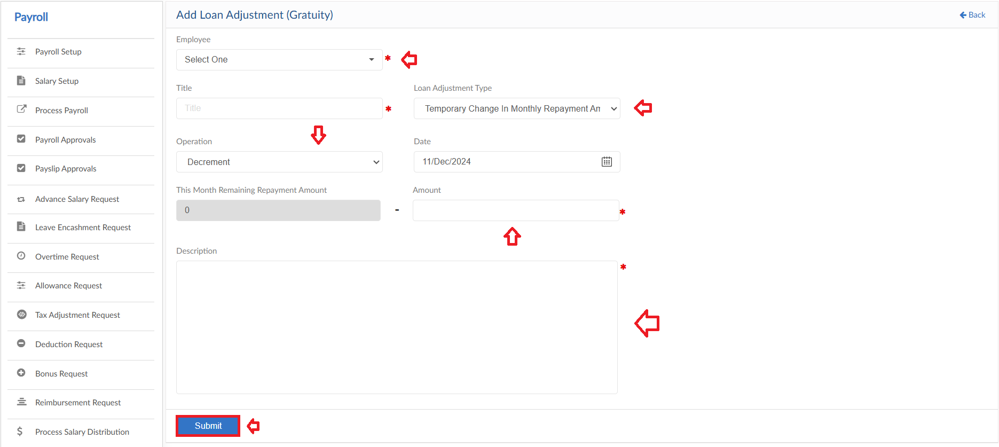 Payroll
Payroll Setup
Salary Setup
Process Payroll
Payroll Approvals
Payslip Approvals
Advance Salary Request
Leave Encashment Request
Overtime Request
Allowance Request
Tax Adjustment Request
Deduction Request
Bonus Request
Reimbursement Request
Process Salary Distribution
Add Loan Adjustment (Gratuity)
Back
Employee
Select One
*
Title
Loan Adjustment Type
Title
*
Temporary Change In Monthly Repayment Am
Operation
Date
Decrement
11/Dec/2024
This Month Remaining Repayment Amount
Amount
0
-
*
Description
*
Submit